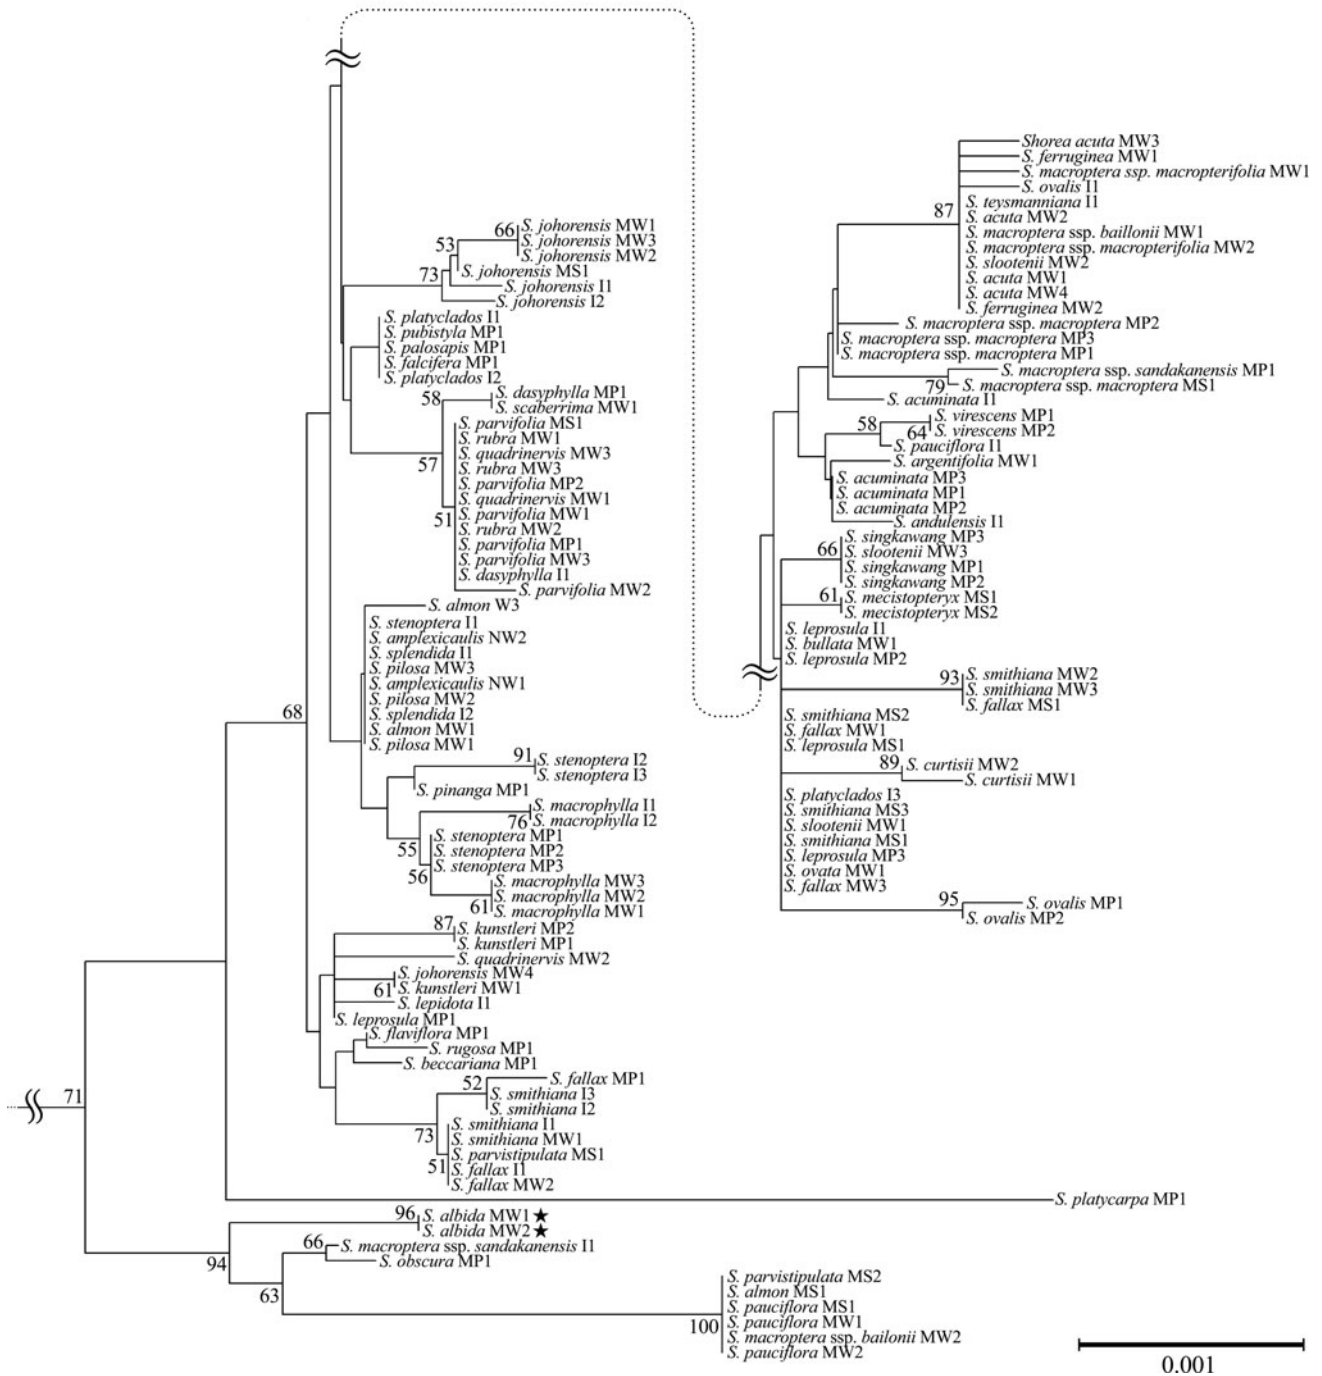 66
S. johorensis MW1
S. johorensis MW3
53
S. johorensis MW2
73
S. johorensis MS1
S. johorensis I1
S. johorensis I2
S. platyclados I1
S. pubistyla MP1
S. palosapis MP1
S. falcifera MP1
S. platyclados I2
58
S. dasyphylla MP1
S. scaberrima MW1
57
S. parvifolia MS1
S. rubra MW1
S. quadrinervis MW3
S. rubra MW3
S. parvifolia MP2
S. quadrinervis MW1
51
S. parvifolia MW1
S. rubra MW2
S. parvifolia MP1
S. parvifolia MW3
S. dasyphylla I1
S. parvifolia MW2
68
S. almon W3
S. stenoptera I1
S. amplexicaulis NW2
S. splendida I1
S. pilosa MW3
S. amplexicaulis NW1
S. pilosa MW2
S. splendida I2
S. almon MW1
S. pilosa MW1
91
S. stenoptera I2
S. stenoptera I3
S. pinanga MP1
S. macrophylla I1
76
S. macrophylla I2
55
S. stenoptera MP1
S. stenoptera MP2
S. stenoptera MP3
56
S. macrophylla MW3
S. macrophylla MW2
61
S. macrophylla MW1
87
S. kunstleri MP2
S. kunstleri MP1
S. quadrinervis MW2
S. johorensis MW4
61
S. kunstleri MW1
S. lepidota I1
S. leprosula MP1
S. flaviflora MP1
S. rugosa MP1
S. beccariana MP1
71
52
S. fallax MP1
S. smithiana I3
S. smithiana I2
73
S. smithiana I1
S. smithiana MW1
S. parvistipulata MS1
51
S. fallax I1
S. fallax MW2
S. platycarpa MP1
96
S. albida MW1★
S. albida MW2★
94
66
S. macroptera ssp. sandakanensis I1
S. obscura MP1
63
100
S. parvistipulata MS2
S. almon MS1
S. pauciflora MS1
S. pauciflora MW1
S. macroptera ssp. bailonii MW2
S. pauciflora MW2
Shorea acuta MW3
S. ferruginea MW1
S. macroptera ssp. macropterifolia MW1
S. ovalis I1
87
S. teysmanniana I1
S. acuta MW2
S. macroptera ssp. baillonii MW1
S. macroptera ssp. macropterifolia MW2
S. slootenii MW2
S. acuta MW1
S. acuta MW4
S. ferruginea MW2
S. macroptera ssp. macroptera MP2
S. macroptera ssp. macroptera MP3
S. macroptera ssp. macroptera MP1
S. macroptera ssp. sandakanensis MP1
79
S. macroptera ssp. macroptera MS1
S. acuminata I1
58
S. virescens MP1
64
S. virescens MP2
S. pauciflora I1
S. argentifolia MW1
S. acuminata MP3
S. acuminata MP1
S. acuminata MP2
S. andulensis I1
66
S. singkawang MP3
S. slootenii MW3
S. singkawang MP1
S. singkawang MP2
61
S. mecistopteryx MS1
S. mecistopteryx MS2
S. leprosula I1
S. bullata MW1
S. leprosula MP2
93
S. smithiana MW2
S. smithiana MW3
S. fallax MS1
S. smithiana MS2
S. fallax MW1
S. leprosula MS1
89
S. curtisii MW2
S. curtisii MW1
S. platyclados I3
S. smithiana MS3
S. slootenii MW1
S. smithiana MS1
S. leprosula MP3
S. ovata MW1
S. fallax MW3
95
S. ovalis MP1
S. ovalis MP2
0.001